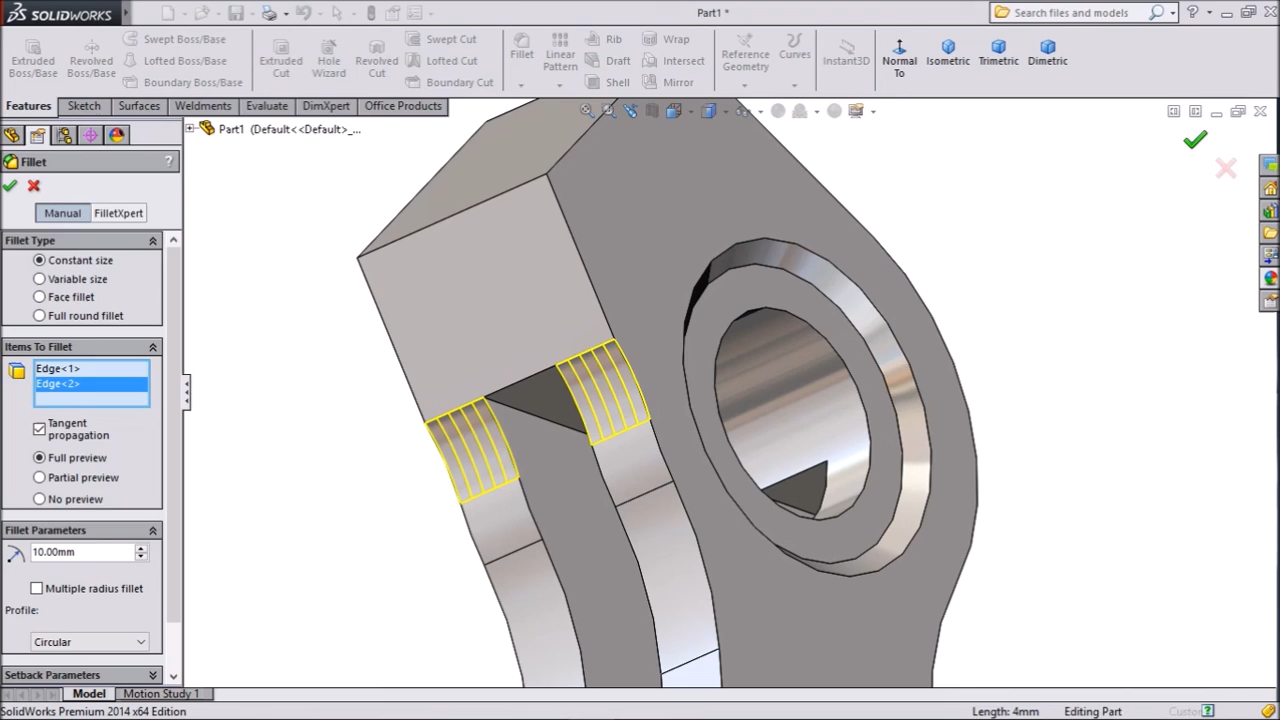 SOLIDWORKS
Part1 *
Search files and models
Extruded Boss/Base
Revolved Boss/Base
Swept Boss/Base
Lofted Boss/Base
Boundary Boss/Base
Extruded Cut
Hole Wizard
Revolved Cut
Swept Cut
Lofted Cut
Boundary Cut
Fillet
Linear Pattern
Rib
Draft
Shell
Wrap
Intersect
Mirror
Reference Geometry
Curves
Instant3D
Normal To
Isometric
Trimetric
Dimetric
Features
Sketch
Surfaces
Weldments
Evaluate
DimXpert
Office Products
Part1 (Default<<Default>_...
Fillet
?
Manual
FilletXpert
Fillet Type
Constant size
Variable size
Face fillet
Full round fillet
Items To Fillet
Edge<1>
Edge<2>
Tangent propagation
Full preview
Partial preview
No preview
Fillet Parameters
10.00mm
Multiple radius fillet
Profile:
Circular
Setback Parameters
Model
Motion Study 1
SolidWorks Premium 2014 x64 Edition
Length: 4mm
Editing Part